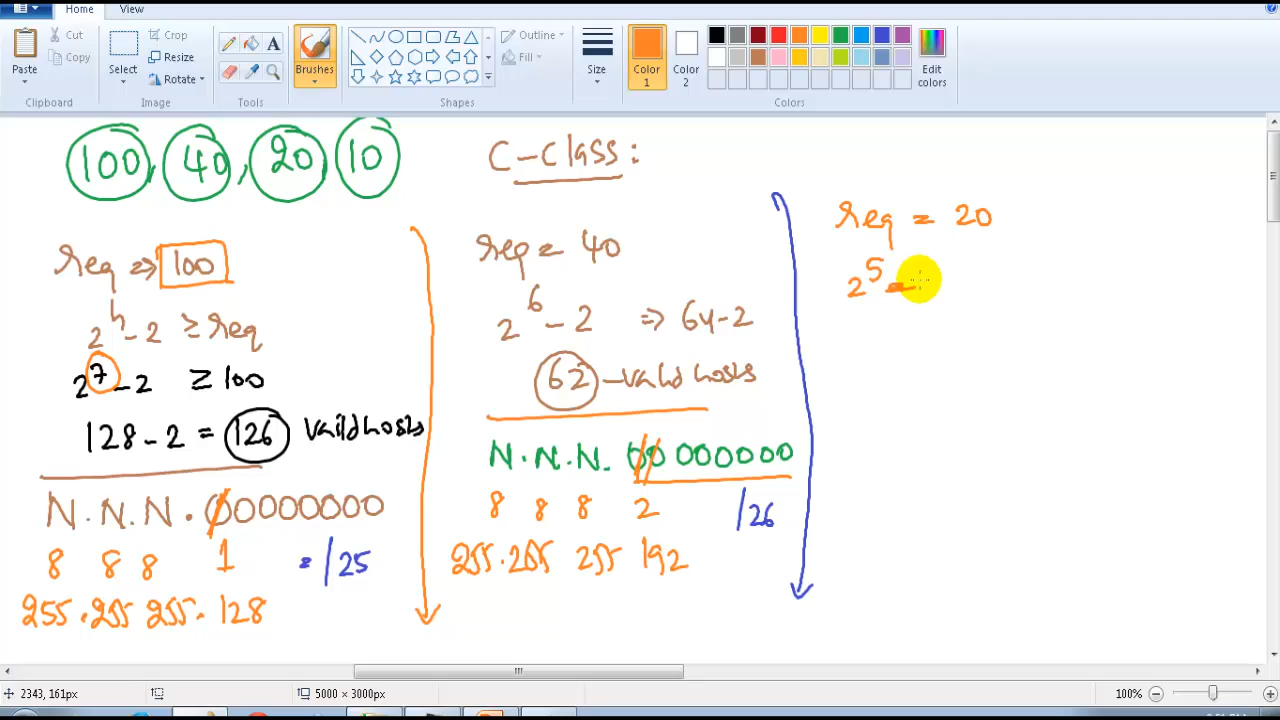 Home View
Paste
Cut
Copy
Clipboard
Select
Crop
Resize
Rotate
Image
A
Tools
Brushes
Outline
Fill
Shapes
Size
Color 1
Color 2
Edit colors
Colors
100, 40, 20 10
C-Class:
req => 100
2^n - 2 ≥ req
2^7 - 2 ≥ 100
128 - 2 = 126 Valid hosts
N.N.N.00000000
8 8 8 1 = /25
255.255 255.128
req = 40
2^6 - 2 => 64-2
62 - valid hosts
N.N.N.00000000
8 8 8 2 /26
255.255 255 192
req = 20
2^5 -
2343, 161px
5000 × 3000px
100%